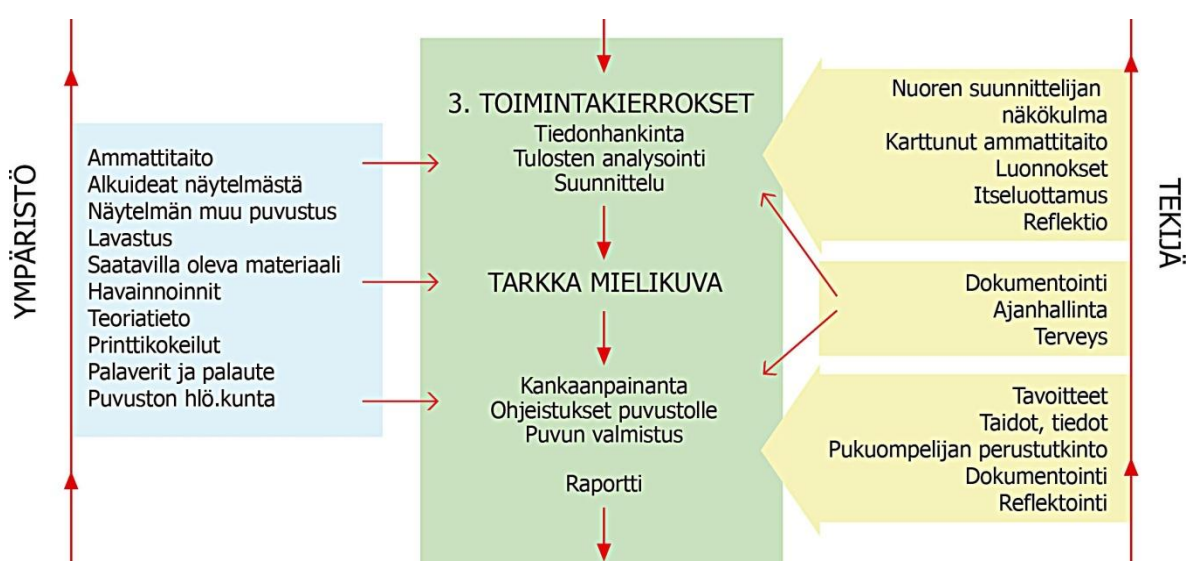 YMPÄRISTÖ
Ammattitaito
Alkuideat näytelmästä
Näytelmän muu puvustus
Lavastus
Saatavilla oleva materiaali
Havainnoinnit
Teoriatieto
Printtikokeilut
Palaverit ja palaute
Puvuston hlö.kunta
3. TOIMINTAKIERROKSET
Tiedonhankinta
Tulosten analysointi
Suunnittelu
TARKKA MIELIKUVA
Kankaanpainanta
Ohjeistukset puvustolle
Puvun valmistus
Raportti
Nuoren suunnittelijan
näkökulma
Karttunut ammattitaito
Luonnokset
Itseluottamus
Reflektio
Dokumentointi
Ajanhallinta
Terveys
Tavoitteet
Taidot, tiedot
Pukuompelijan perustutkinto
Dokumentointi
Reflektointi
TEKIJÄ